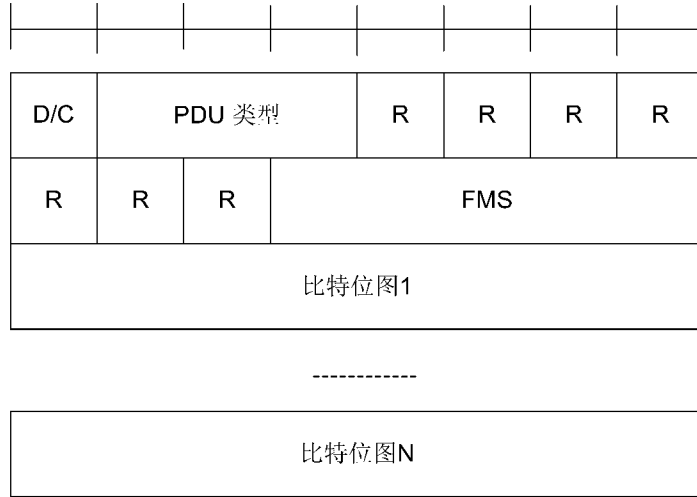 D/C PDU 类型 R R R R
R R R FMS
比特位图1
------------
比特位图N